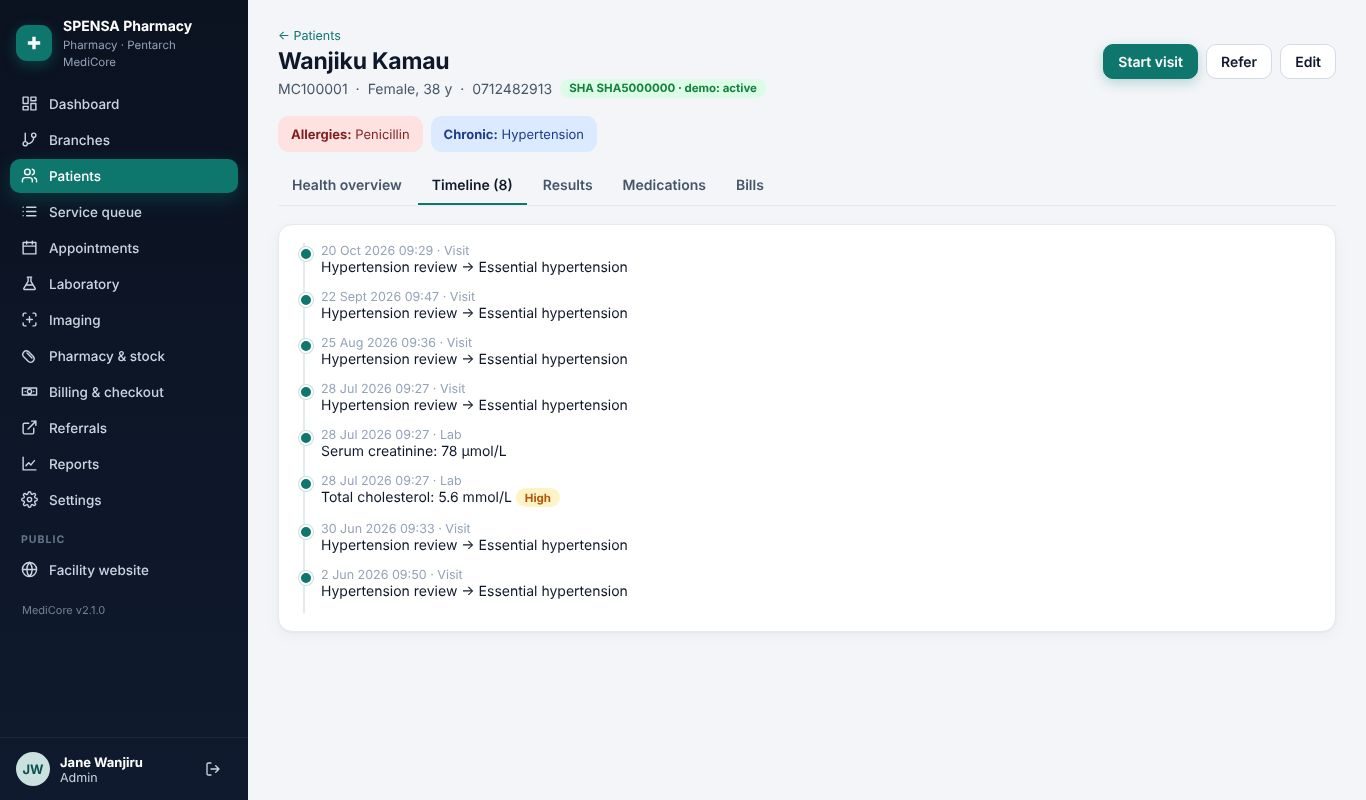 SPENSA Pharmacy
Pharmacy · Pentarch
MediCore
Dashboard
Branches
Patients
Service queue
Appointments
Laboratory
Imaging
Pharmacy & stock
Billing & checkout
Referrals
Reports
Settings
PUBLIC
Facility website
MediCore v2.1.0
JW
Jane Wanjiru
Admin
← Patients
Wanjiku Kamau
MC100001 · Female, 38 y · 0712482913 SHA SHA5000000 · demo: active
Start visit Refer Edit
Allergies: Penicillin Chronic: Hypertension
Health overview Timeline (8) Results Medications Bills
20 Oct 2026 09:29 · Visit
Hypertension review → Essential hypertension
22 Sept 2026 09:47 · Visit
Hypertension review → Essential hypertension
25 Aug 2026 09:36 · Visit
Hypertension review → Essential hypertension
28 Jul 2026 09:27 · Visit
Hypertension review → Essential hypertension
28 Jul 2026 09:27 · Lab
Serum creatinine: 78 µmol/L
28 Jul 2026 09:27 · Lab
Total cholesterol: 5.6 mmol/L High
30 Jun 2026 09:33 · Visit
Hypertension review → Essential hypertension
2 Jun 2026 09:50 · Visit
Hypertension review → Essential hypertension